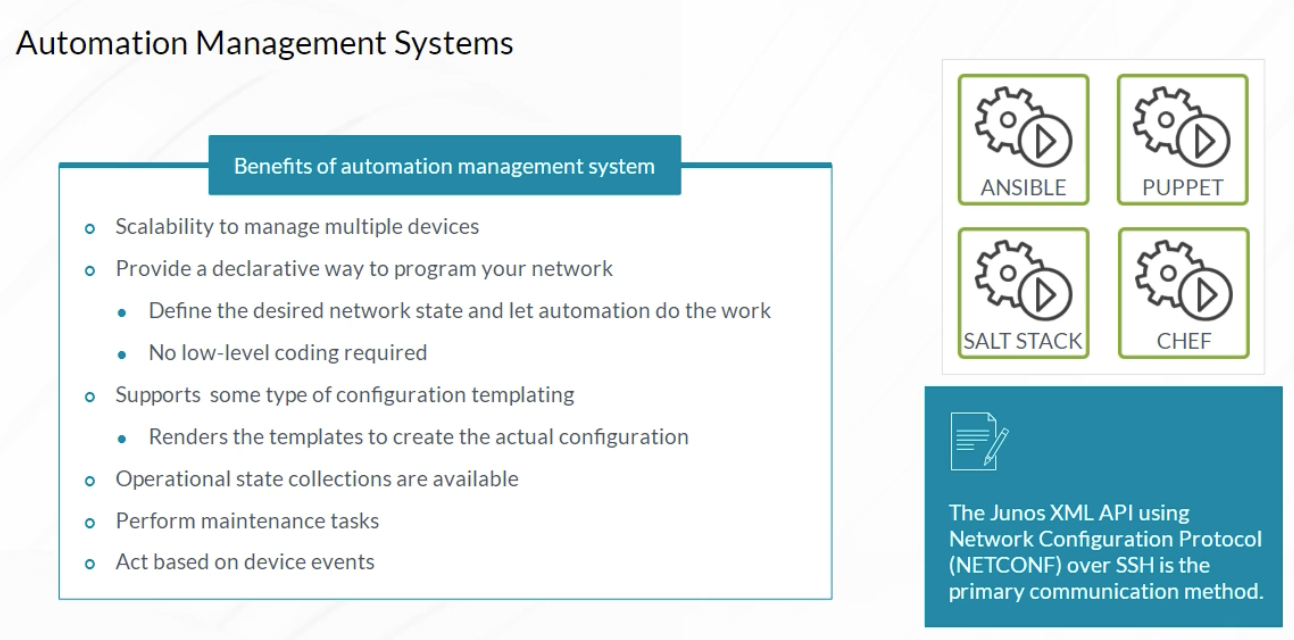 Automation Management Systems
Benefits of automation management system
Scalability to manage multiple devices
Provide a declarative way to program your network
Define the desired network state and let automation do the work
No low-level coding required
Supports some type of configuration templating
Renders the templates to create the actual configuration
Operational state collections are available
Perform maintenance tasks
Act based on device events
ANSIBLE
PUPPET
SALT STACK
CHEF
The Junos XML API using
Network Configuration Protocol
(NETCONF) over SSH is the
primary communication method.